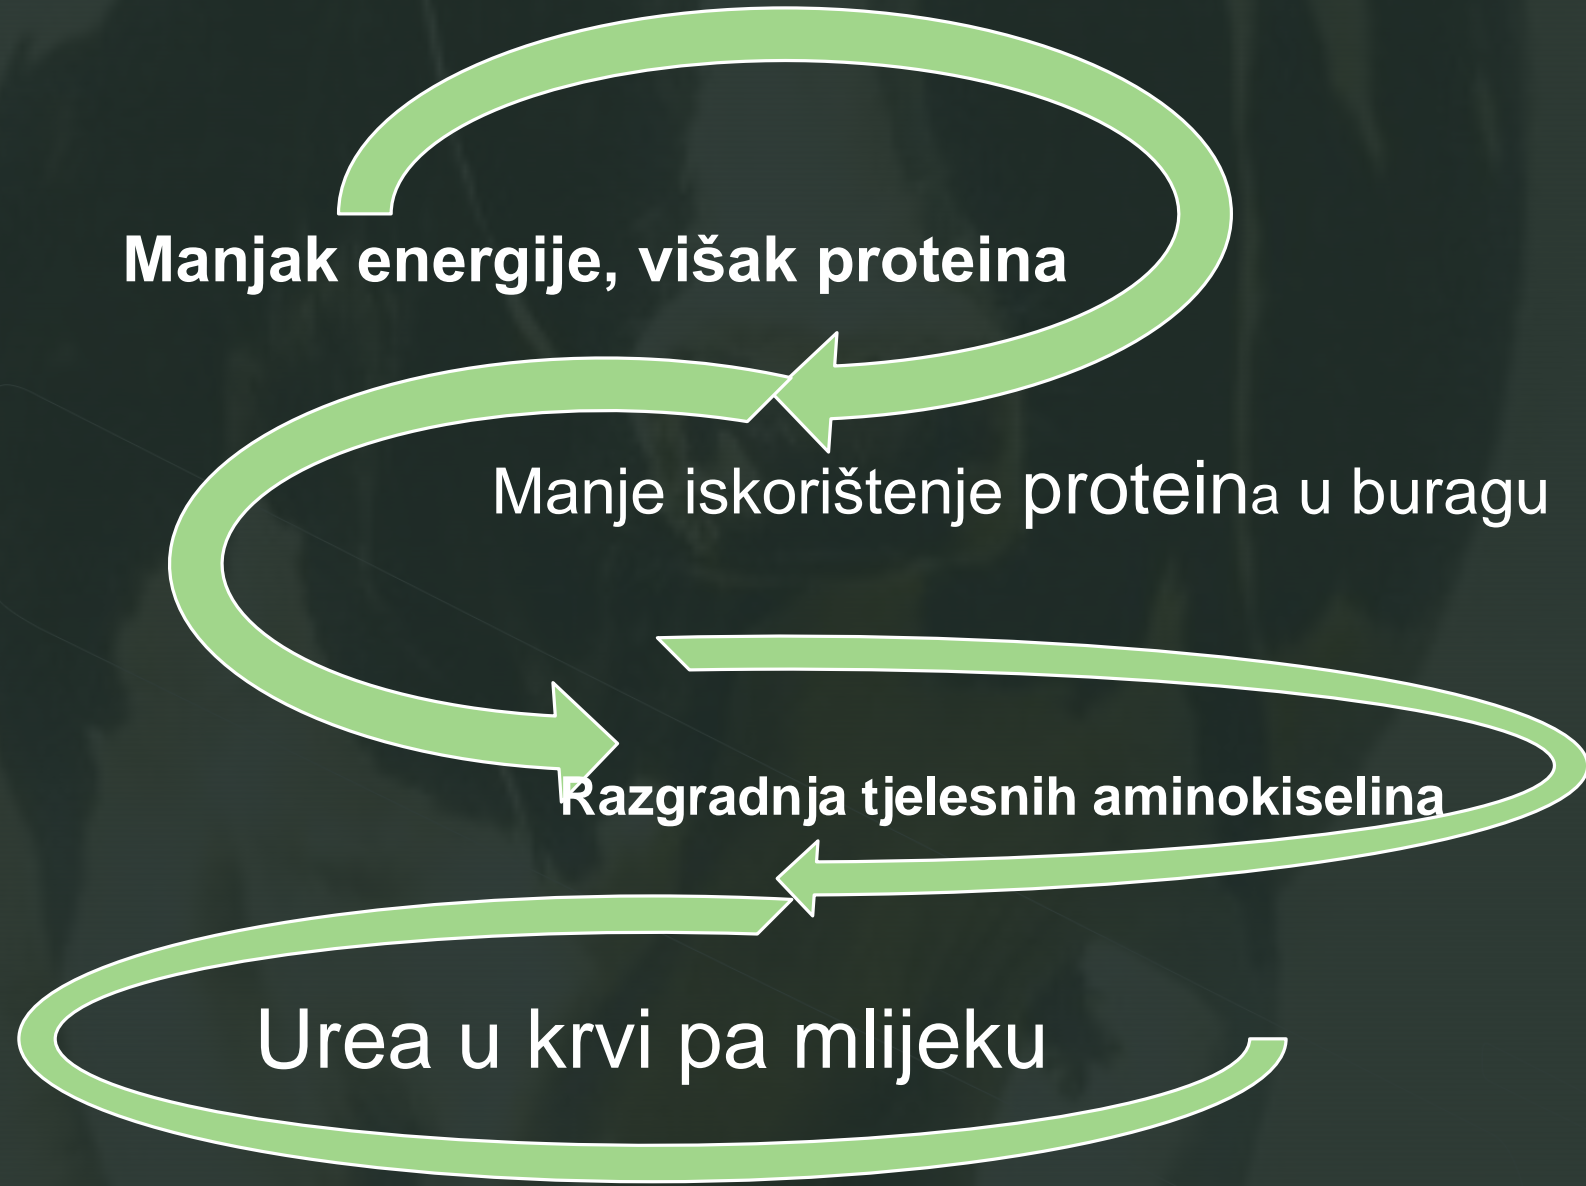 Manjak energije, višak proteina
Manje iskorištenje proteina u buragu
Razgradnja tjelesnih aminokiselina
Urea u krvi pa mlijeku